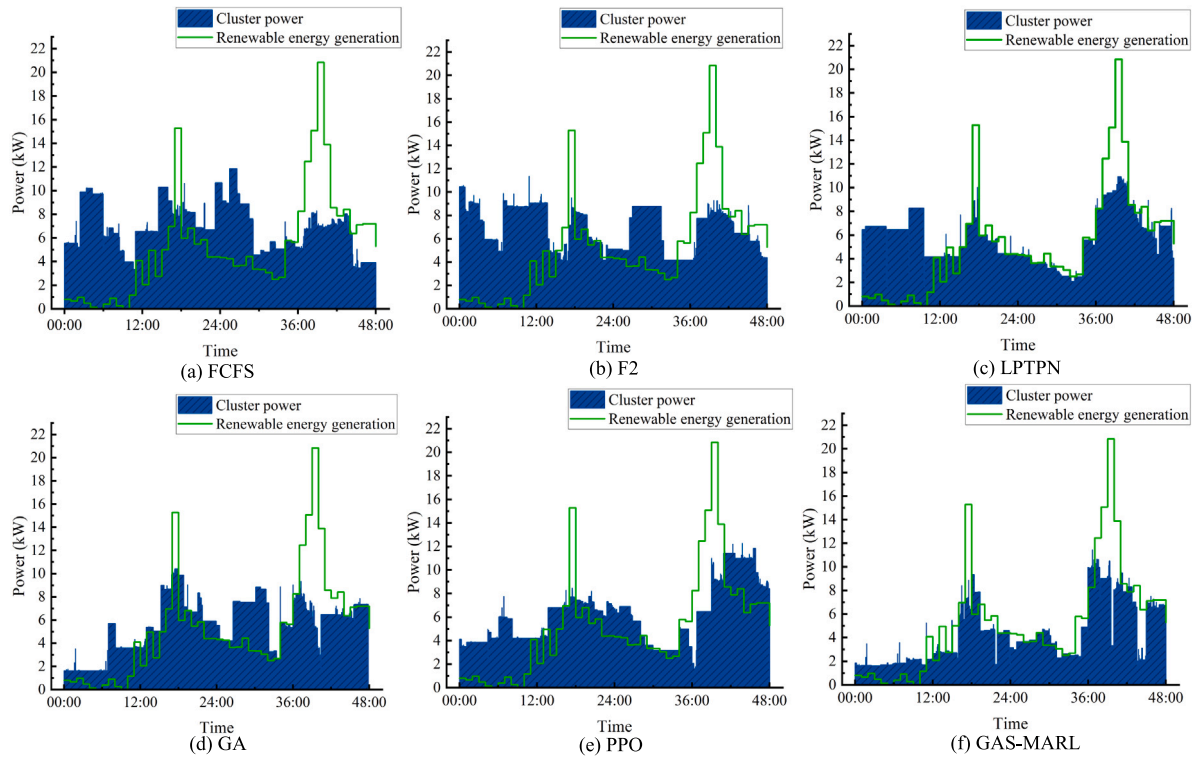 Cluster power
Renewable energy generation
22
20
18
16
14
12
10
8
6
4
2
0
Power (kW)
00:00 12:00 24:00 36:00 48:00
Time
(a) FCFS
Cluster power
Renewable energy generation
22
20
18
16
14
12
10
8
6
4
2
0
Power (kW)
00:00 12:00 24:00 36:00 48:00
Time
(b) F2
Cluster power
Renewable energy generation
22
20
18
16
14
12
10
8
6
4
2
0
Power (kW)
00:00 12:00 24:00 36:00 48:00
Time
(c) LPTPN
Cluster power
Renewable energy generation
22
20
18
16
14
12
10
8
6
4
2
0
Power (kW)
00:00 12:00 24:00 36:00 48:00
Time
(d) GA
Cluster power
Renewable energy generation
22
20
18
16
14
12
10
8
6
4
2
0
Power (kW)
00:00 12:00 24:00 36:00 48:00
Time
(e) PPO
Cluster power
Renewable energy generation
22
20
18
16
14
12
10
8
6
4
2
0
Power (kW)
00:00 12:00 24:00 36:00 48:00
Time
(f) GAS-MARL